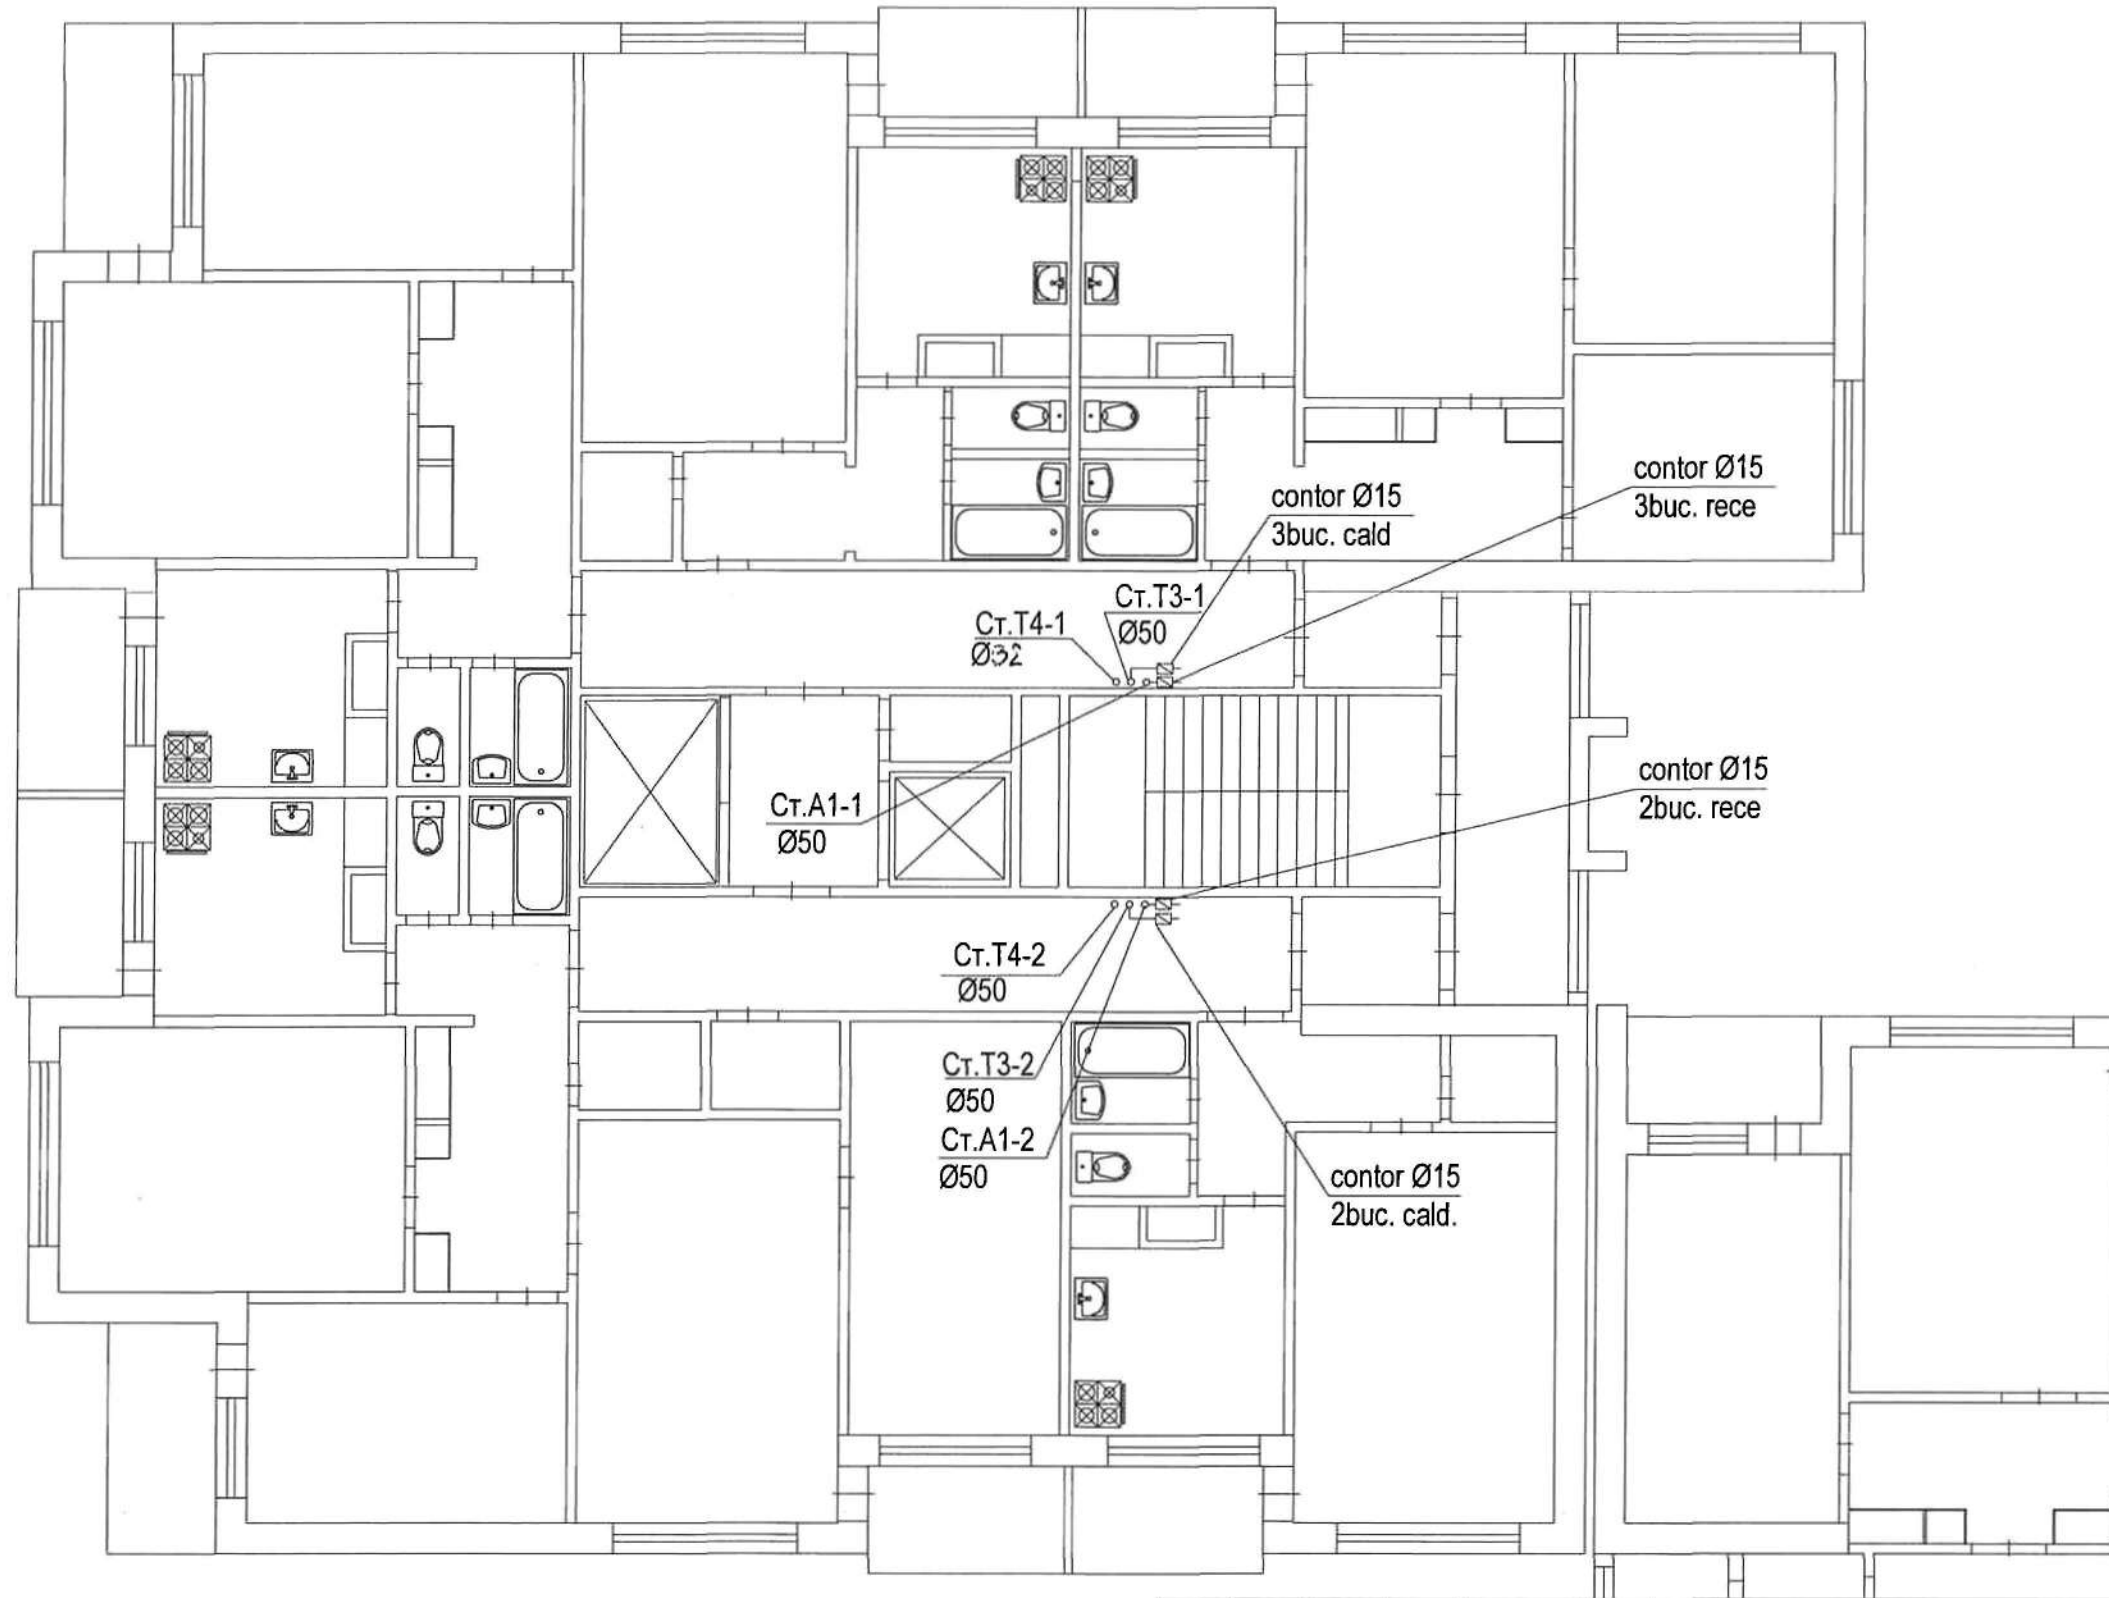 contor Ø15
3buc. rece
contor Ø15
3buc. cald
Ст.Т3-1
Ø50
Ст.Т4-1
Ø32
contor Ø15
2buc. rece
Ст.А1-1
Ø50
Ст.Т4-2
Ø50
Ст.Т3-2
Ø50
Ст.А1-2
Ø50
contor Ø15
2buc. cald.